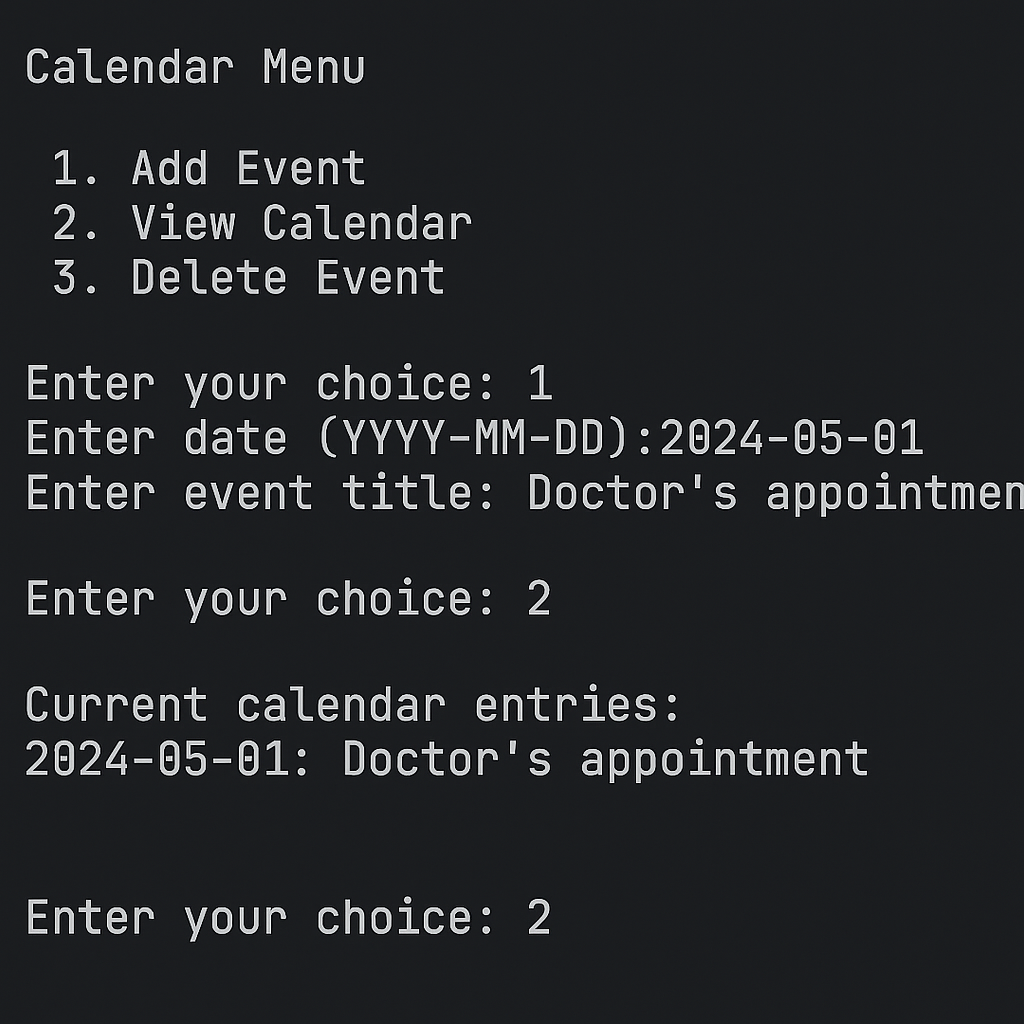 Calendar Menu
1. Add Event
2. View Calendar
3. Delete Event
Enter your choice: 1
Enter date (YYYY-MM-DD):2024-05-01
Enter event title: Doctor's appointmen
Enter your choice: 2
Current calendar entries:
2024-05-01: Doctor's appointment
Enter your choice: 2